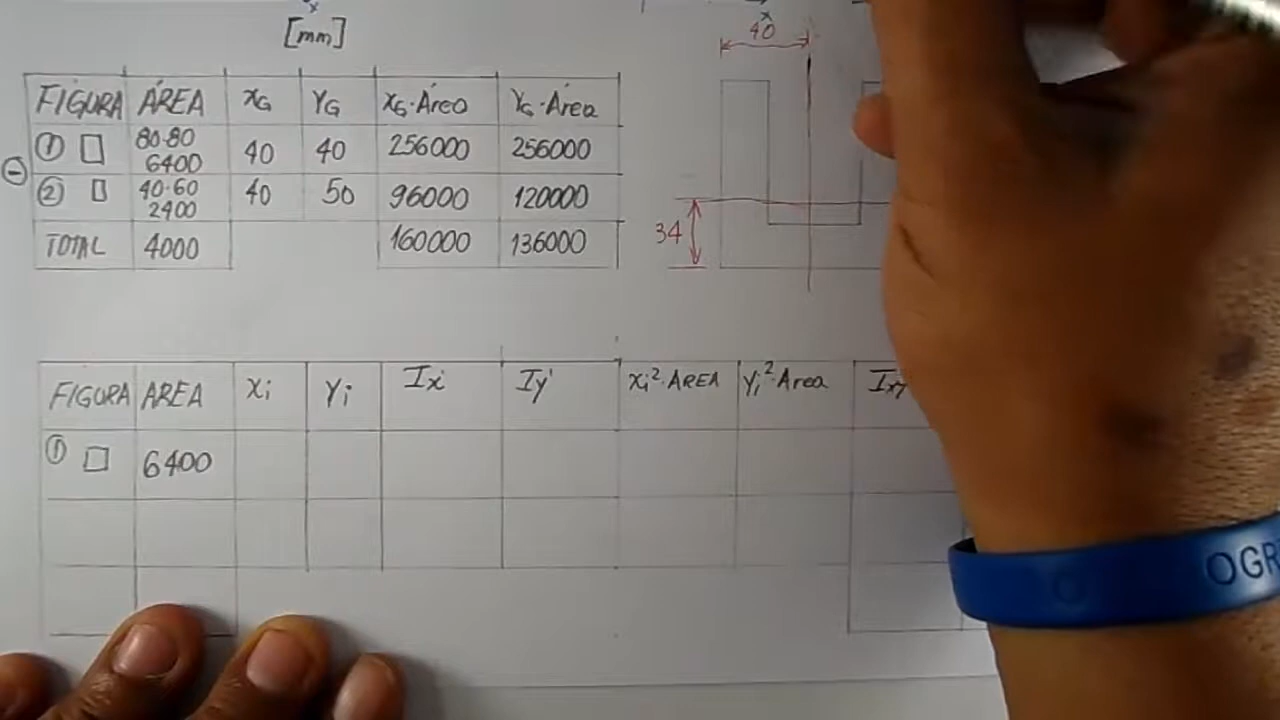 x
[mm]
x
40
FIGURA ÁREA XG YG XG·Área YG·Área
① 80·80 6400 40 40 256000 256000
⊖
② 40·60 2400 40 50 96000 120000
TOTAL 4000 160000 136000
34
FIGURA AREA Xi Yi Ix Iy Xi²·AREA Yi²·Area
① 6400
OGR